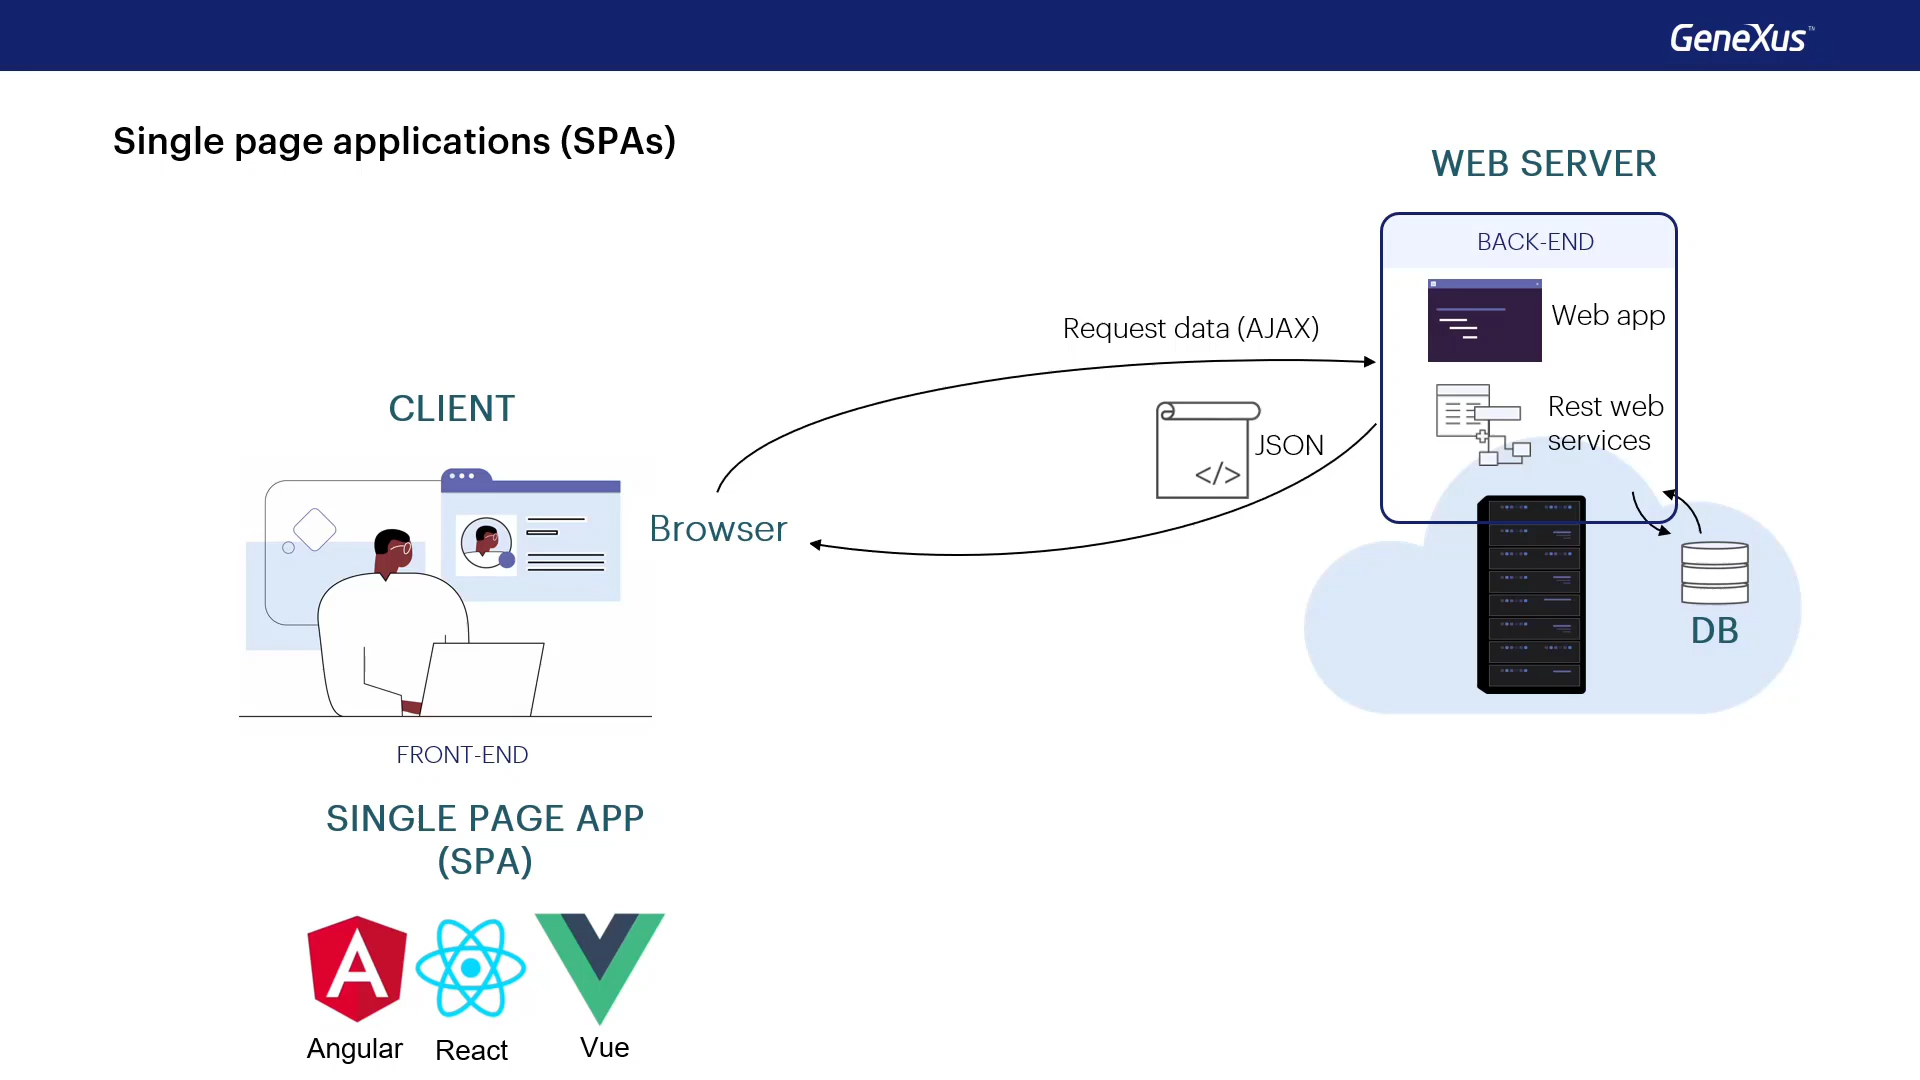 GeneXus™
Single page applications (SPAs)
WEB SERVER
BACK-END
Web app
Request data (AJAX)
Rest web
services
JSON
</>
CLIENT
Browser
DB
FRONT-END
SINGLE PAGE APP
(SPA)
Angular
React
Vue